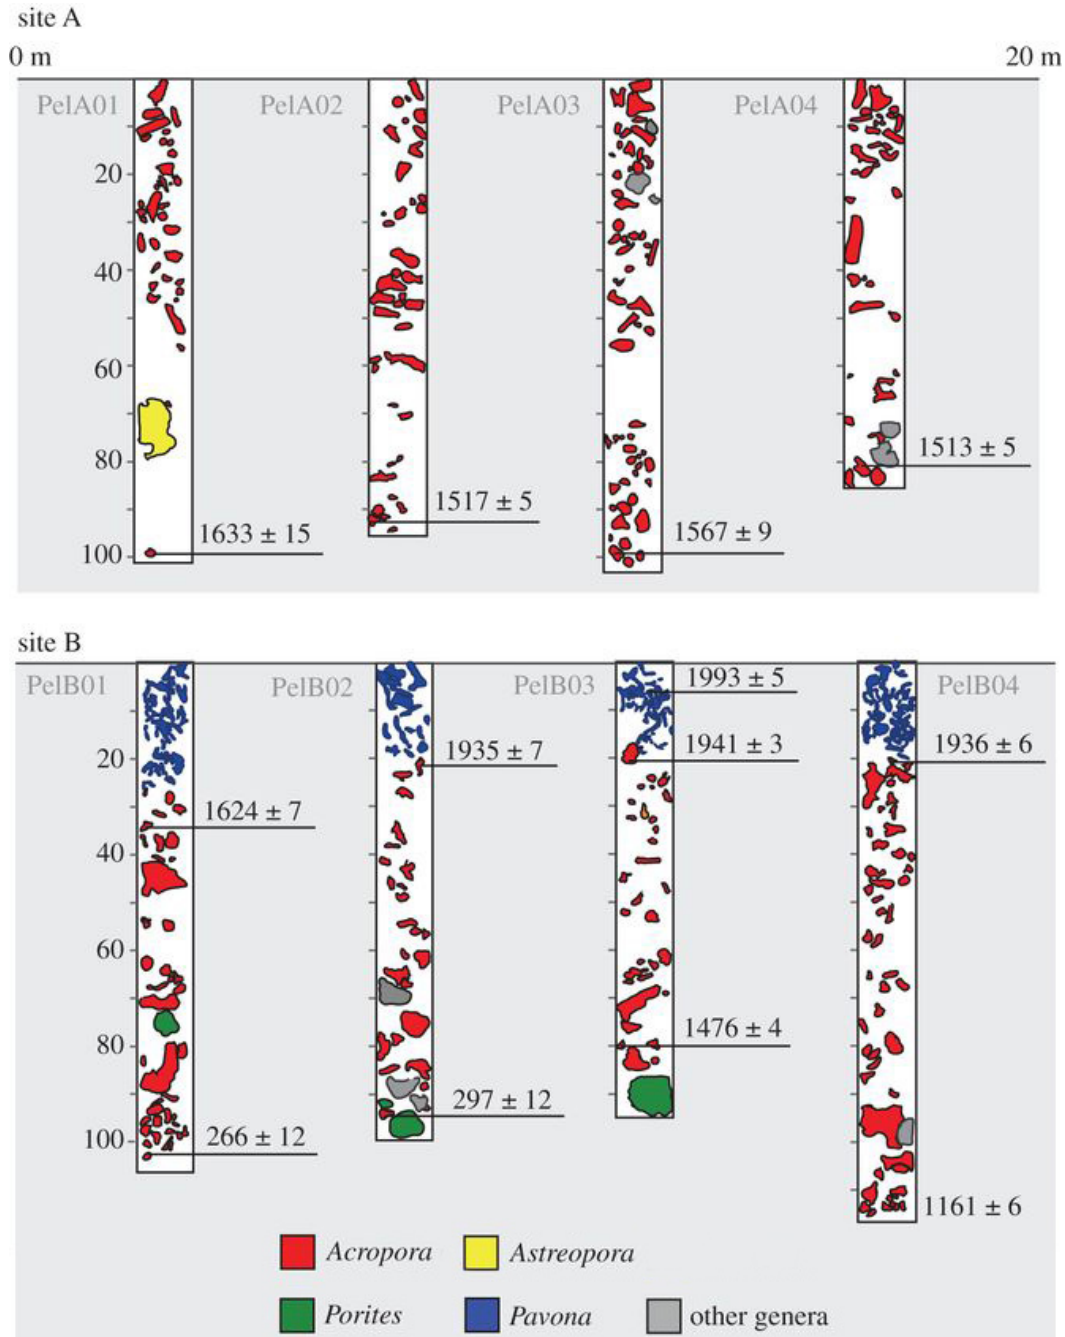 site A
0 m 20 m
PelA01 PelA02 PelA03 PelA04
20
40
60
80
100
1513 ± 5
1517 ± 5
1633 ± 15
1567 ± 9
site B
PelB01 PelB02 PelB03 PelB04
1993 ± 5
1935 ± 7
1941 ± 3
1936 ± 6
20
1624 ± 7
40
60
80
1476 ± 4
297 ± 12
100
266 ± 12
1161 ± 6
Acropora Astreopora
Porites Pavona other genera